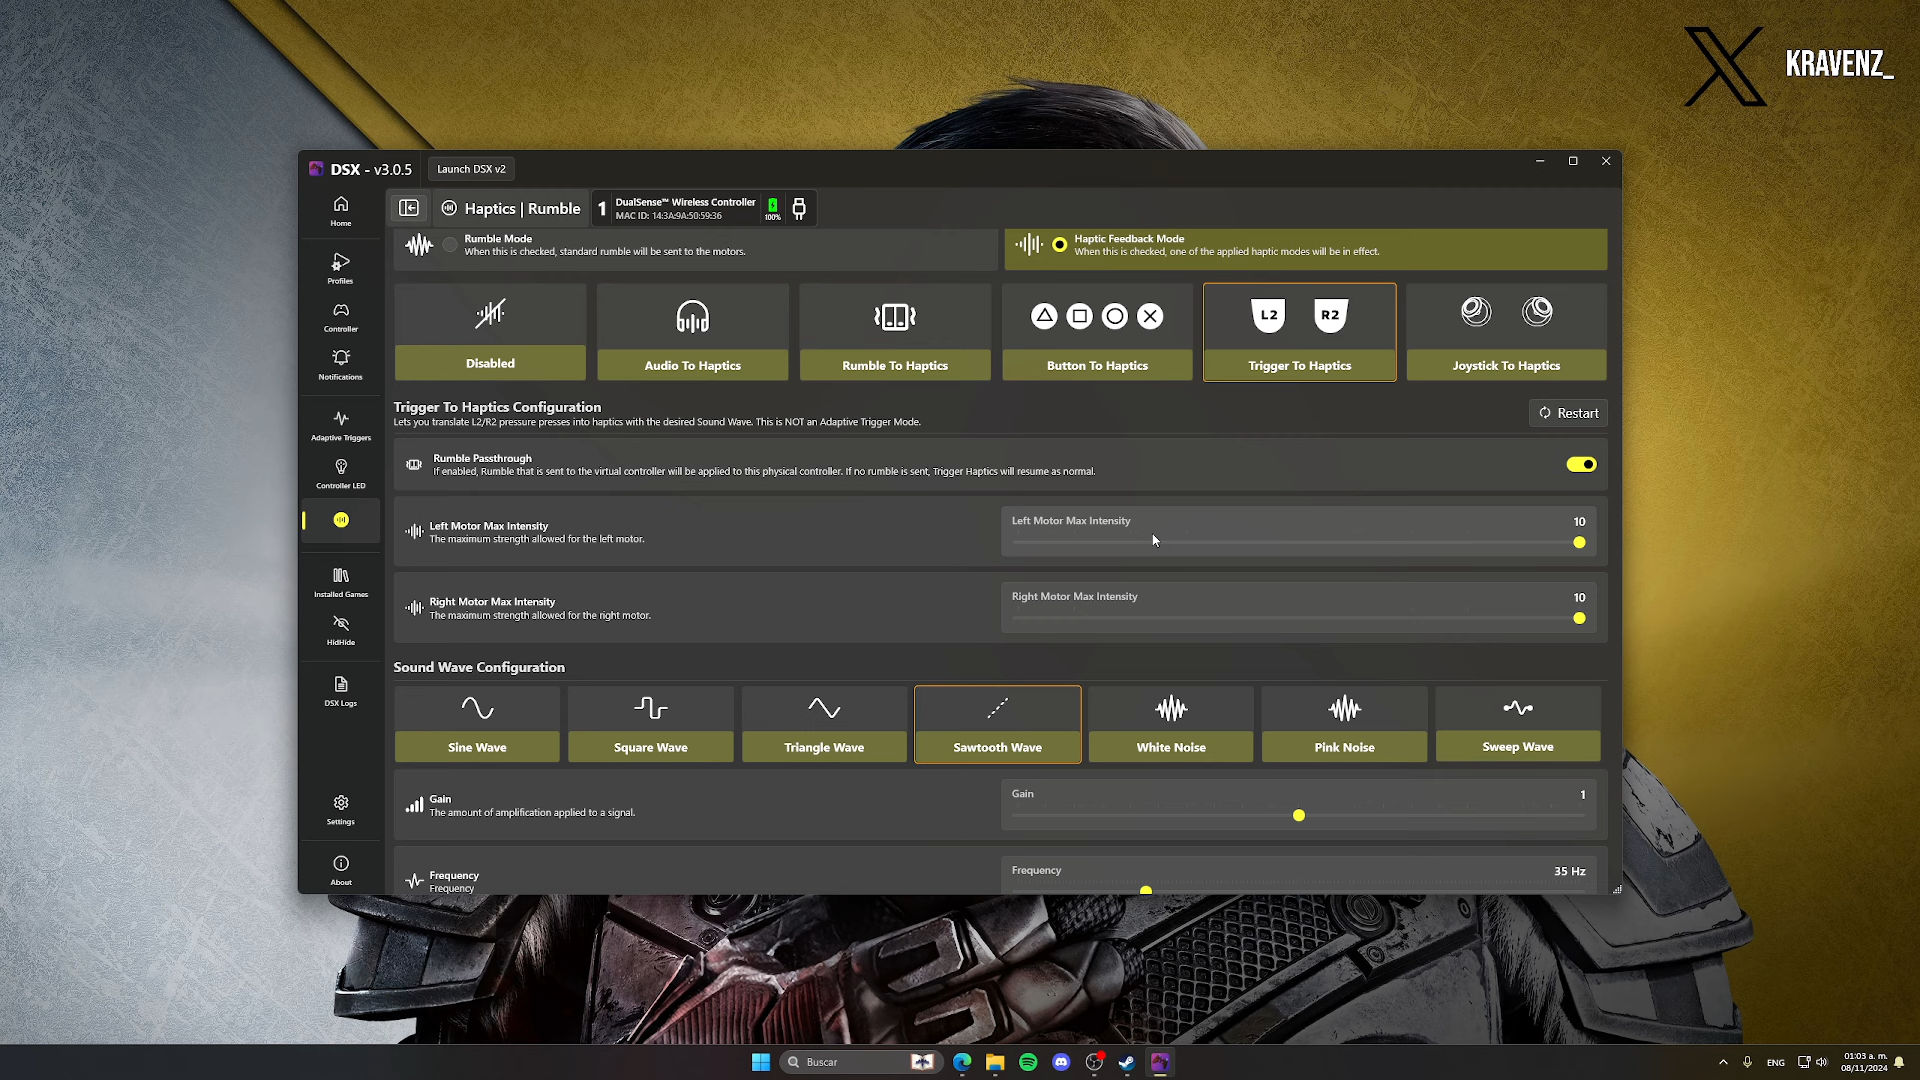 KRAVENZ_
DSX - v3.0.5
Launch DSX v2
Home
Profiles
Controller
Notifications
Adaptive Triggers
Controller LED
Installed Games
HidHide
DSX Logs
Settings
About
Haptics | Rumble
1
DualSense™ Wireless Controller
MAC ID: 14:3A:9A:50:59:36
100%
Rumble Mode
When this is checked, standard rumble will be sent to the motors.
Haptic Feedback Mode
When this is checked, one of the applied haptic modes will be in effect.
L2 R2
Disabled
Audio To Haptics
Rumble To Haptics
Button To Haptics
Trigger To Haptics
Joystick To Haptics
Trigger To Haptics Configuration
Lets you translate L2/R2 pressure presses into haptics with the desired Sound Wave. This is NOT an Adaptive Trigger Mode.
Restart
Rumble Passthrough
If enabled, Rumble that is sent to the virtual controller will be applied to this physical controller. If no rumble is sent, Trigger Haptics will resume as normal.
Left Motor Max Intensity
The maximum strength allowed for the left motor.
Left Motor Max Intensity 10
Right Motor Max Intensity
The maximum strength allowed for the right motor.
Right Motor Max Intensity 10
Sound Wave Configuration
Sine Wave
Square Wave
Triangle Wave
Sawtooth Wave
White Noise
Pink Noise
Sweep Wave
Gain
The amount of amplification applied to a signal.
Gain 1
Frequency
Frequency
Frequency 35 Hz
Buscar
ENG
01:03 a. m.
08/11/2024